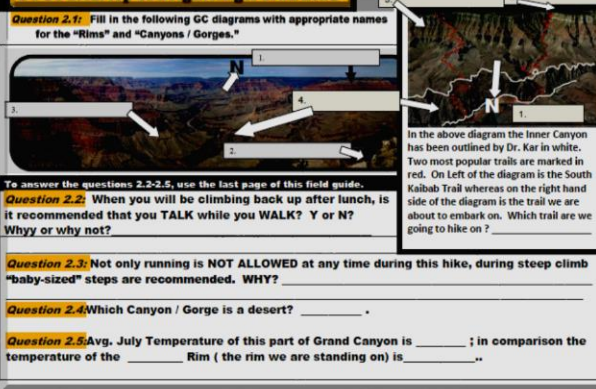 Question 2.1: Fill in the following GC diagrams with appropriate names
for the "Rims" and "Canyons / Gorges."
N
1.
3.
4.
2.
N
1.
In the above diagram the Inner Canyon
has been outlined by Dr. Kar in white.
Two most popular trails are marked in
red. On Left of the diagram is the South
Kaibab Trail whereas on the right hand
side of the diagram is the trail we are
about to embark on. Which trail are we
going to hike on ? ____________
To answer the questions 2.2-2.5, use the last page of this field guide.
Question 2.2: When you will be climbing back up after lunch, is
it recommended that you TALK while you WALK? Y or N?
Whyy or why not? ____________
Question 2.3: Not only running is NOT ALLOWED at any time during this hike, during steep climb
"baby-sized" steps are recommended. WHY? ____________
Question 2.4: Which Canyon / Gorge is a desert? ________ .
Question 2.5: Avg. July Temperature of this part of Grand Canyon is _______ ; in comparison the
temperature of the _______ Rim ( the rim we are standing on) is__________..